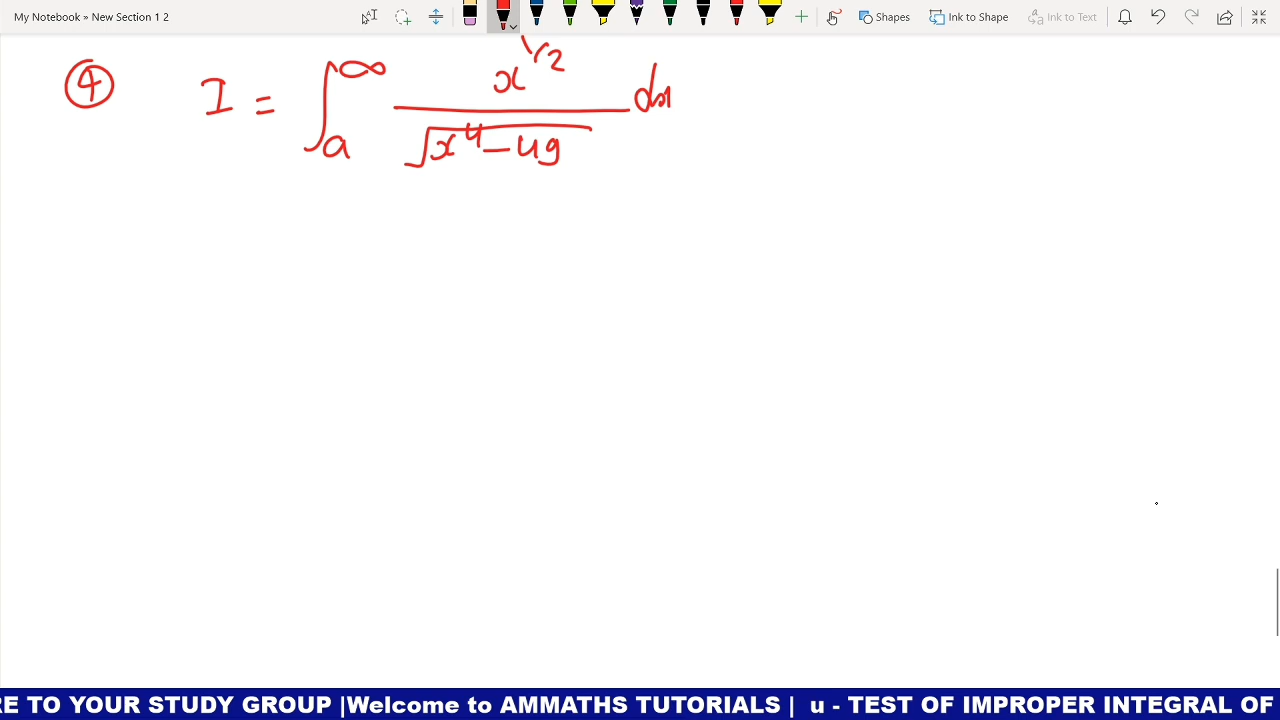 My Notebook » New Section 1 2
Shapes
Ink to Shape
Ink to Text
④ I = ∫_a^∞ x^{1/2} / √(x⁴ – 49) dx
RE TO YOUR STUDY GROUP |Welcome to AMMATHS TUTORIALS | u - TEST OF IMPROPER INTEGRAL OF